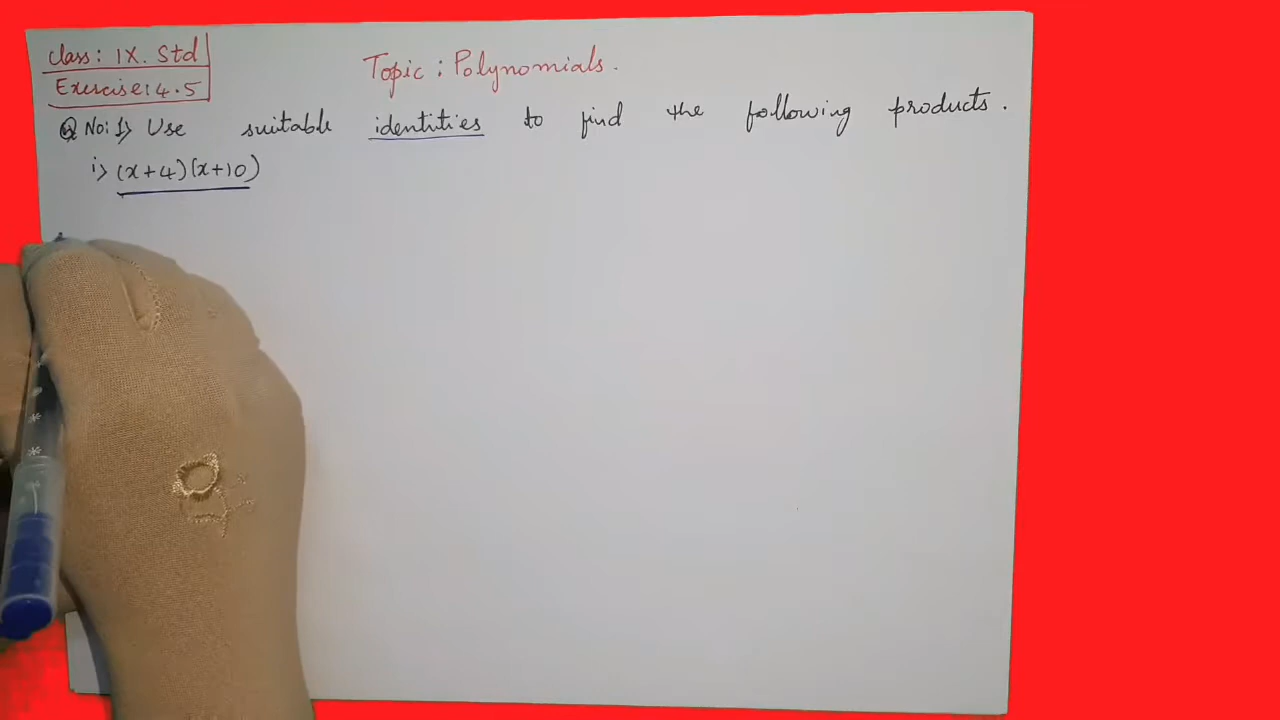 Class: IX. Std
Exercise: 4.5
Topic: Polynomials.
Q No: 1> Use suitable identities to find the following products.
i> (x+4)(x+10)